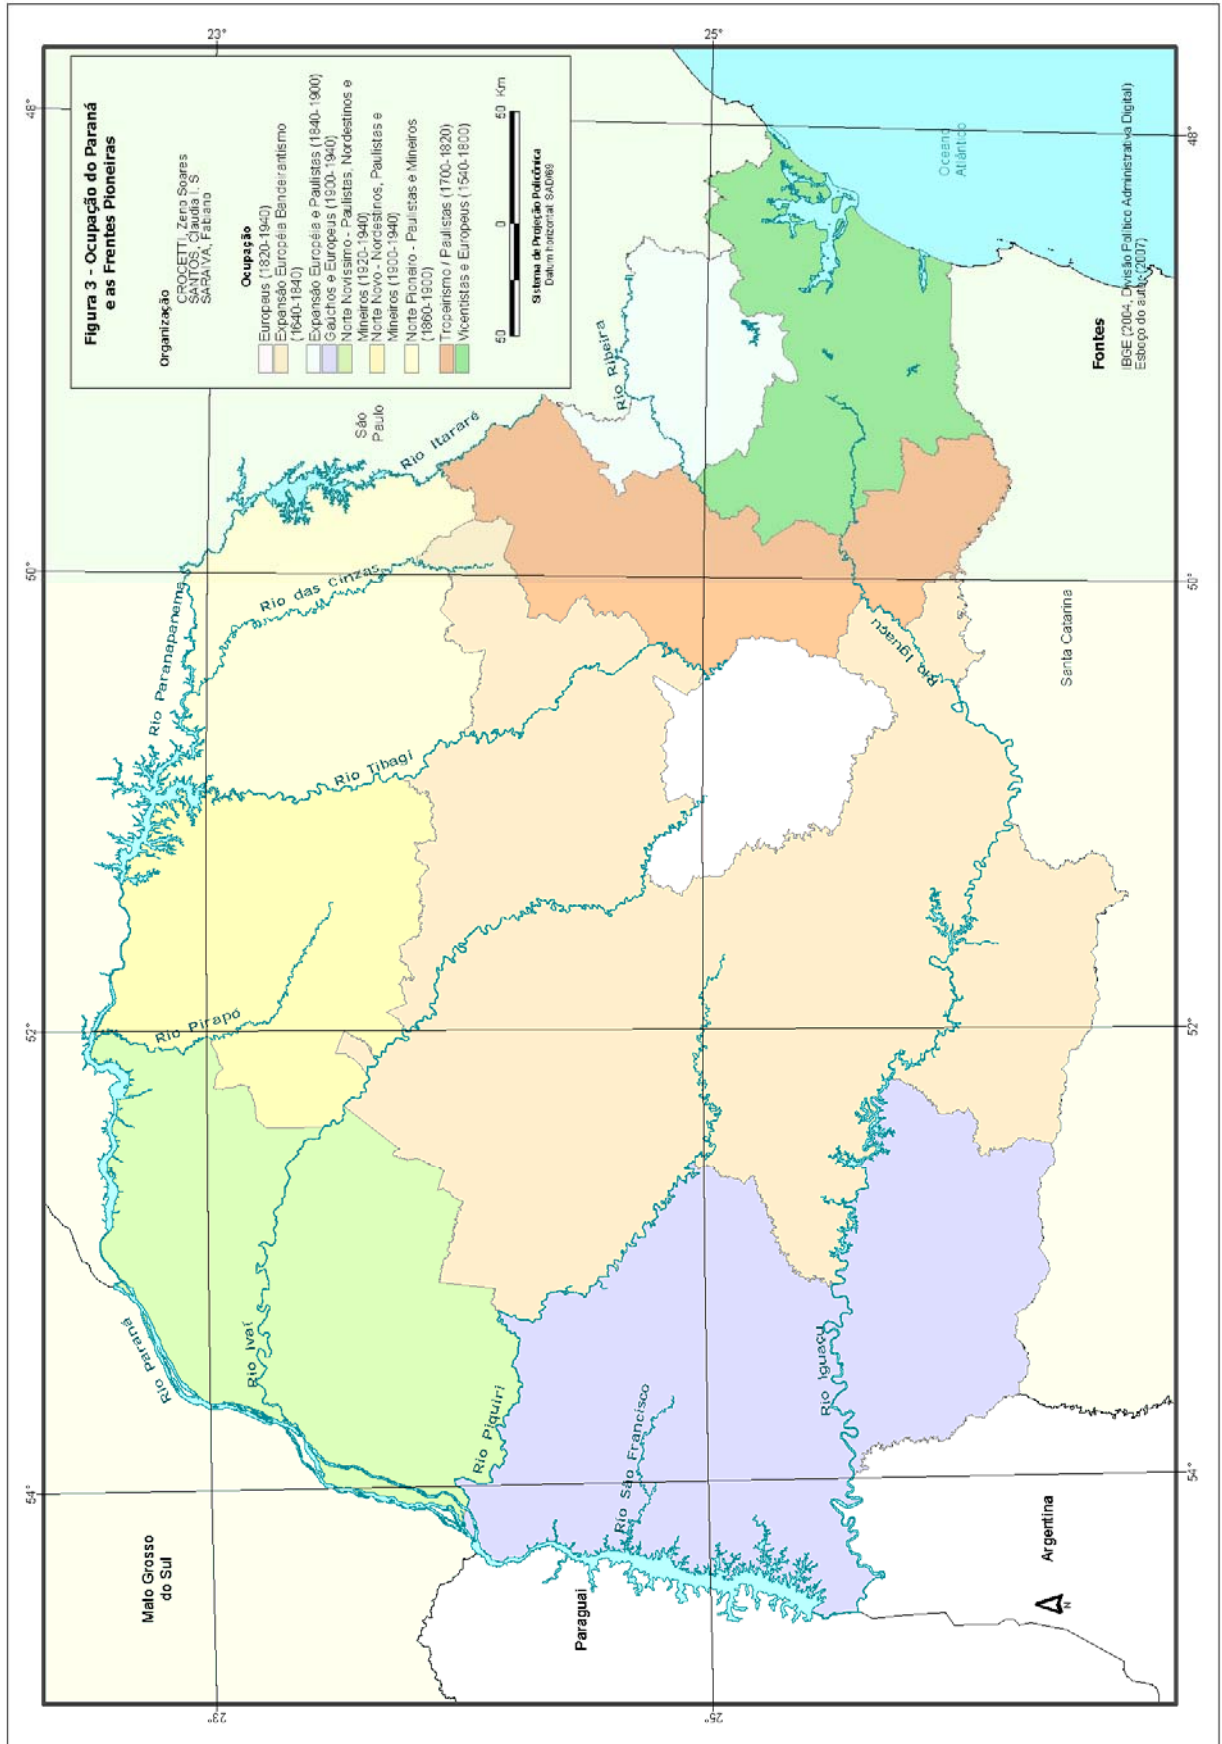 Figura 3 - Ocupação do Paraná
e as Frentes Pioneiras
Organização
CROCETTI, Zeno Soares
SANTOS, Claudia I. S
SARAIVA, Fabiano
Ocupação
Europeus (1820-1940)
Expansão Européia Bandeirantismo
(1640-1840)
Expansão Européia e Paulistas (1840-1900)
Gaúchos e Europeus (1900-1940)
Norte Novíssimo - Paulistas, Nordestinos e
Mineiros (1920-1940)
Norte Novo - Nordestinos, Paulistas e
Mineiros (1900-1940)
Norte Pioneiro - Paulistas e Mineiros
(1860-1900)
Tropeirismo / Paulistas (1700-1820)
Vicentistas e Europeus (1540-1800)
50 0 50 Km
Sistema de Projeção Policônica
Datum horizontal: SAD/69
23°
25°
48°
48°
50°
50°
52°
52°
54°
54°
23°
25°
São
Paulo
Rio Itararé
Rio Ribeira
Rio Paranapanema
Rio das Cinzas
Rio Tibagi
Rio Iguaçu
Rio Pirapó
Rio Paraná
Rio Ivaí
Rio Piquiri
Rio São Francisco
Rio Iguaçu
Mato Grosso
do Sul
Paraguai
Argentina
Santa Catarina
Oceano
Atlântico
N
Fontes
IBGE (2004, Divisão Político Administrativa Digital)
Esboço do autor (2007)